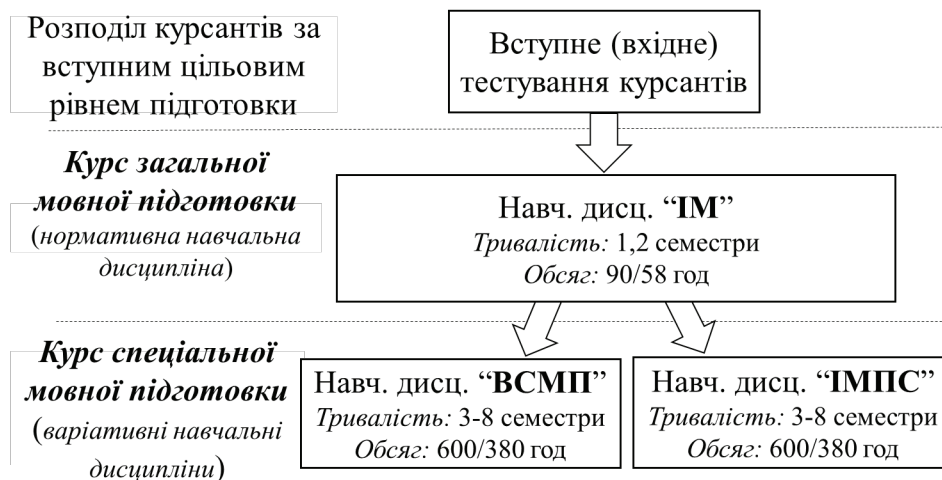 Розподіл курсантів за
вступним цільовим
рівнем підготовки
Вступне (вхідне)
тестування курсантів
Курс загальної
мовної підготовки
(нормативна навчальна
дисципліна)
Навч. дисц. “ІМ”
Тривалість: 1,2 семестри
Обсяг: 90/58 год
Курс спеціальної
мовної підготовки
(варіативні навчальні
дисципліни)
Навч. дисц. “ВСМП”
Тривалість: 3-8 семестри
Обсяг: 600/380 год
Навч. дисц. “ІМПС”
Тривалість: 3-8 семестри
Обсяг: 600/380 год